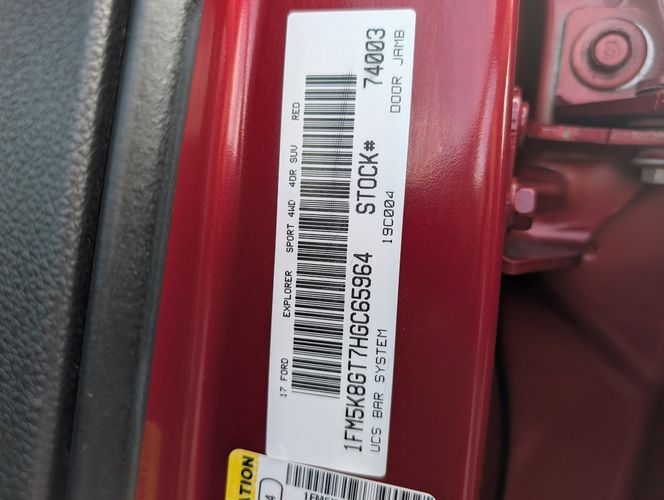 17 FORD EXPLORER SPORT 4WD 4DR SUV RED
1FM5K8GT7HGC65964 STOCK# 74003
UCS BAR SYSTEM 19C004 DOOR JAMB